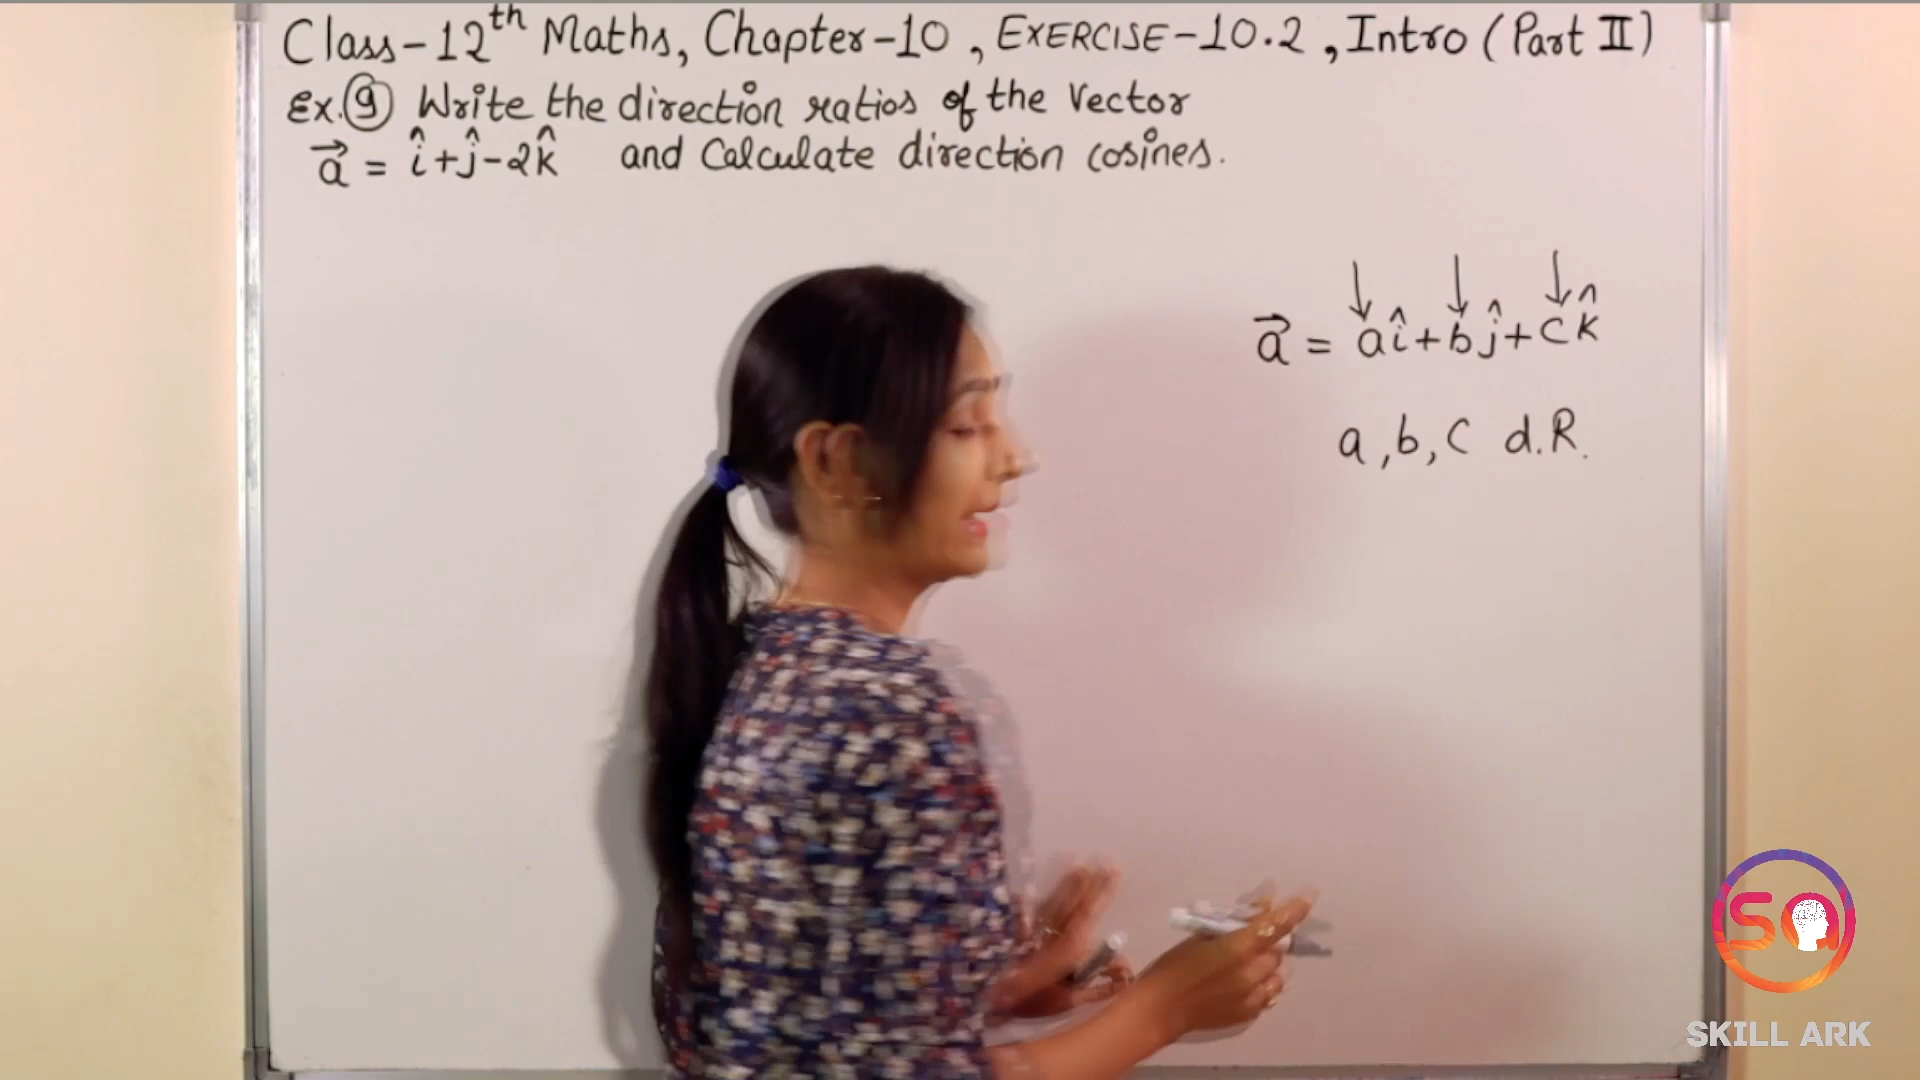 Class-12th Maths, Chapter-10, EXERCISE-10.2, Intro (Part II)
Ex. 9 Write the direction ratios of the Vector
a⃗ = î+ĵ-2k̂ and Calculate direction cosines.
a⃗ = aî+bĵ+ck̂
a, b, c d.R.
SA
SKILL ARK